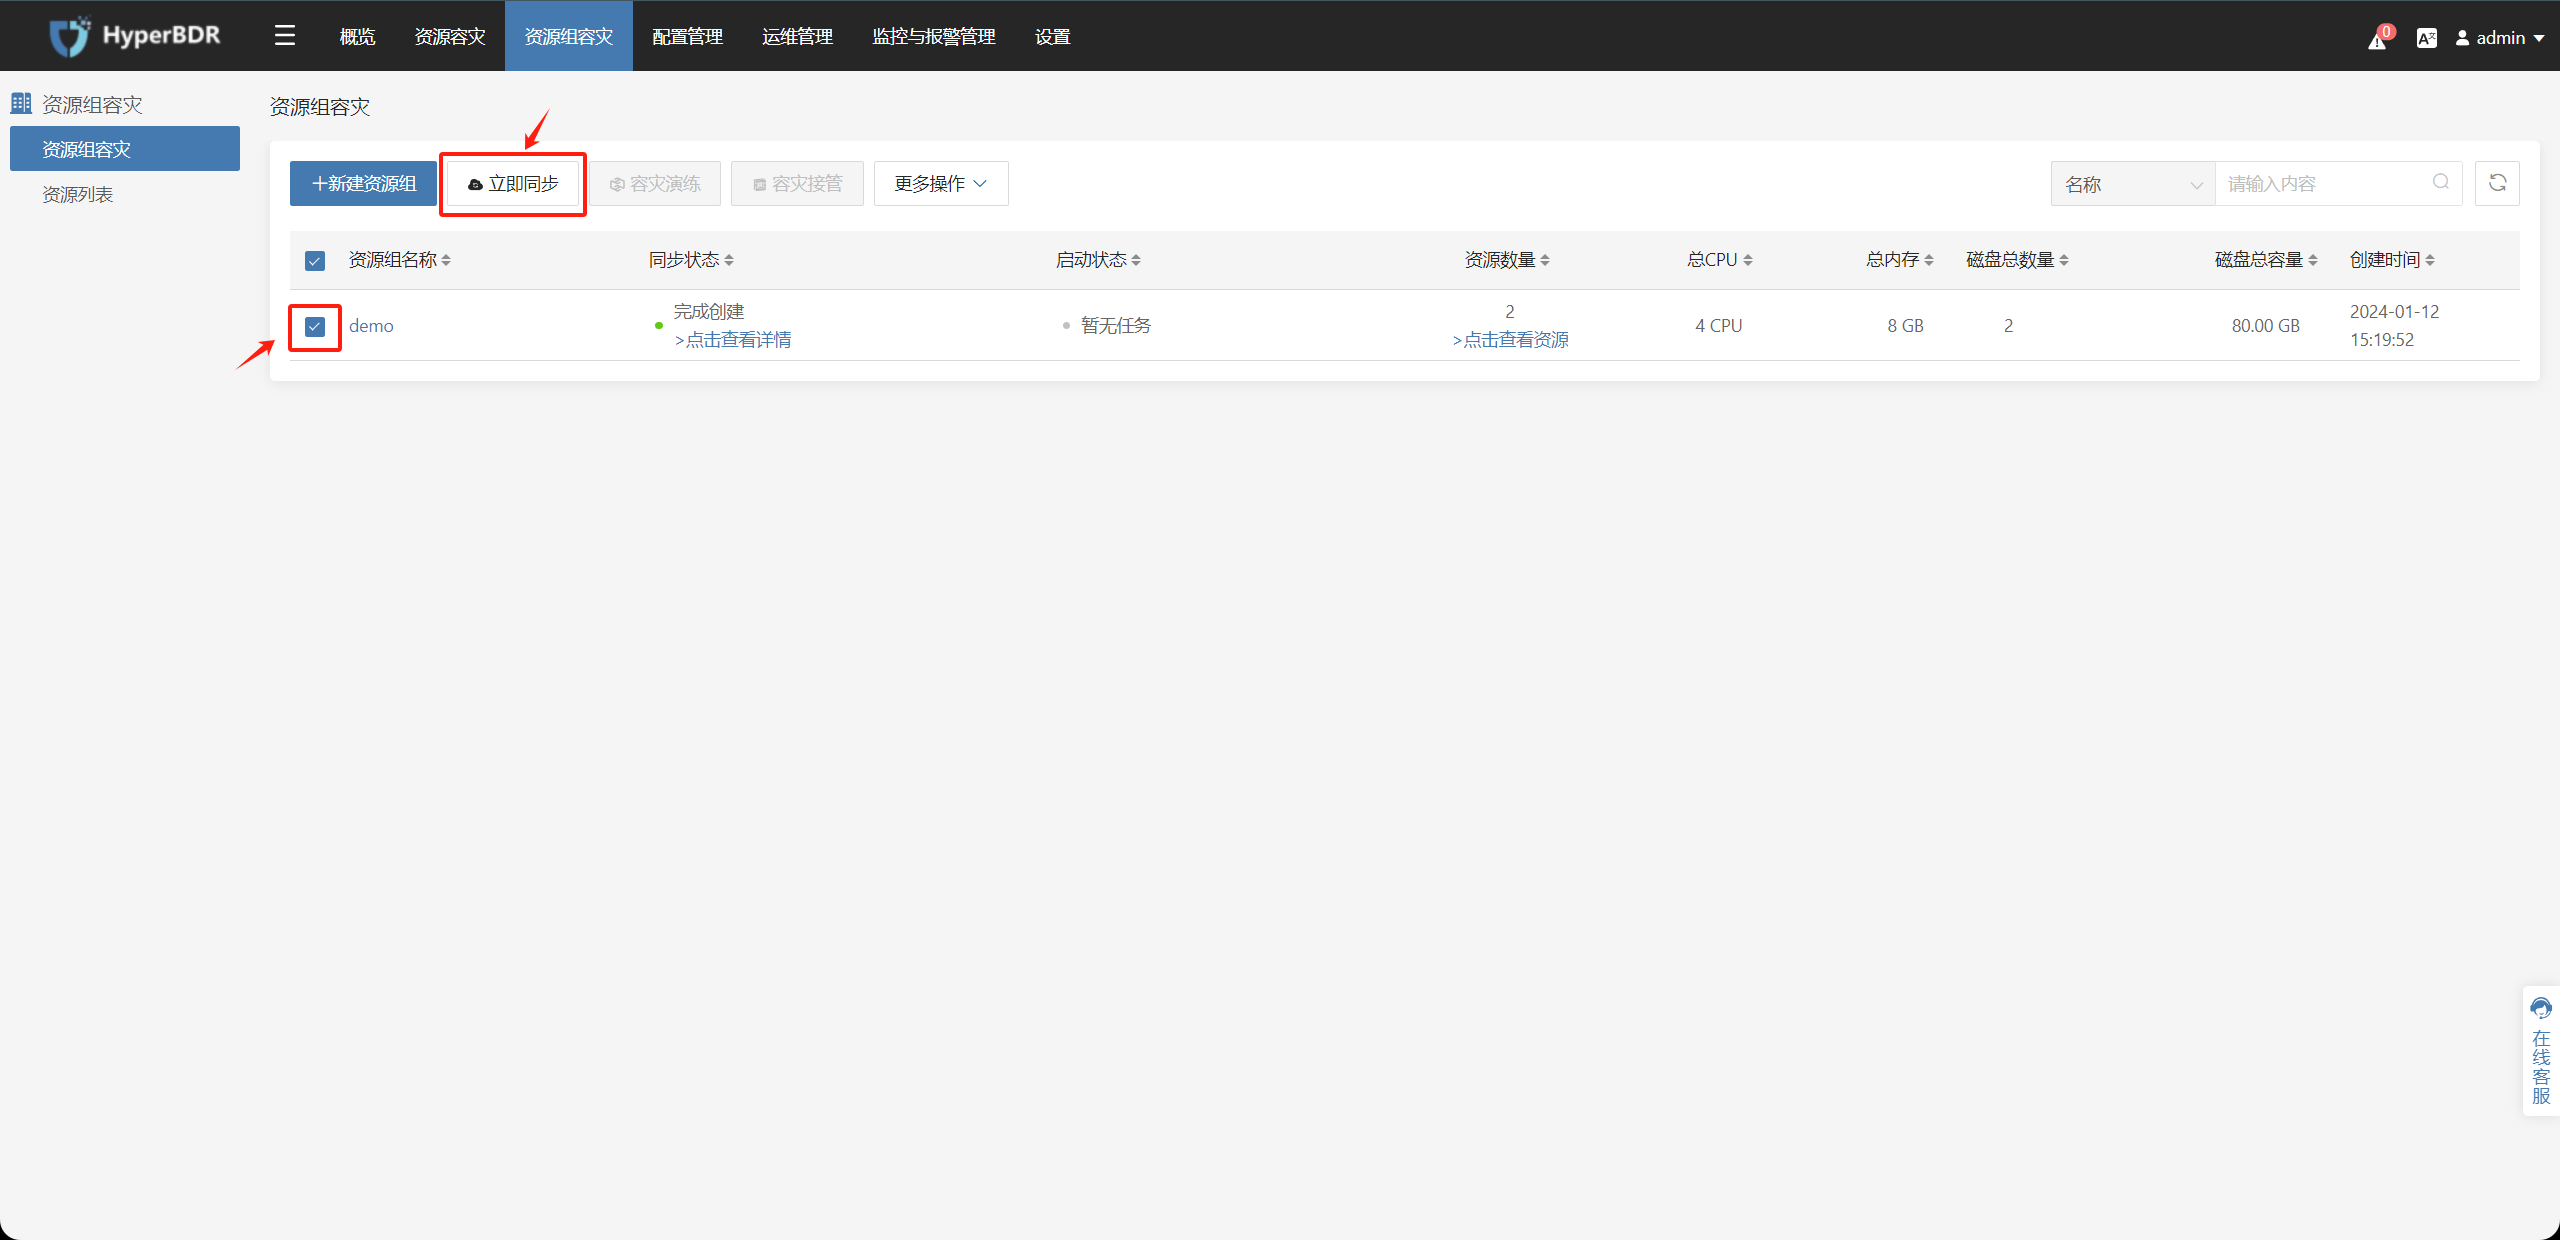 HyperBDR
概览
资源容灾
资源组容灾
配置管理
运维管理
监控与报警管理
设置
0
admin
资源组容灾
资源组容灾
资源列表
资源组容灾
新建资源组
立即同步
容灾演练
容灾接管
更多操作
名称
请输入内容
资源组名称
同步状态
启动状态
资源数量
总CPU
总内存
磁盘总数量
磁盘总容量
创建时间
demo
完成创建
>点击查看详情
暂无任务
2
>点击查看资源
4 CPU
8 GB
2
80.00 GB
2024-01-12
15:19:52
在线客服